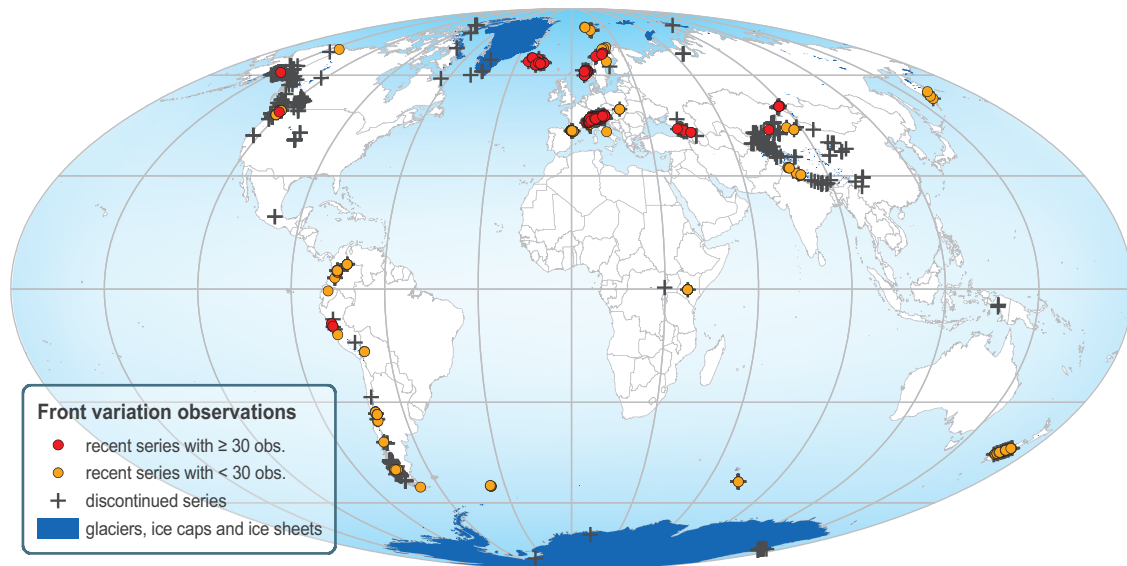 Front variation observations
recent series with ≥ 30 obs.
recent series with < 30 obs.
discontinued series
glaciers, ice caps and ice sheets